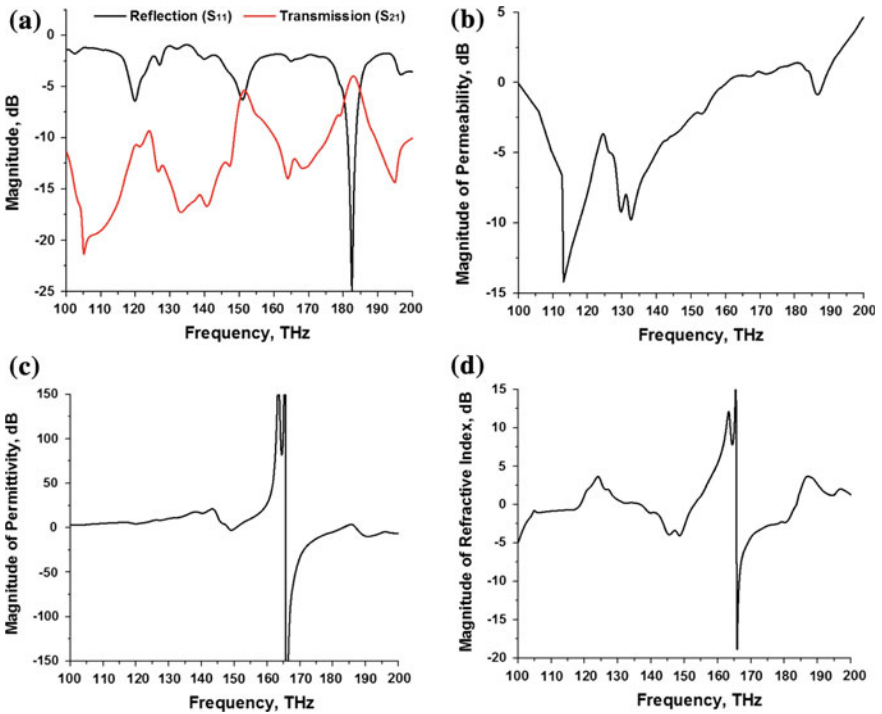 (a)
Reflection (S11) Transmission (S21)
Magnitude, dB
0
-5
-10
-15
-20
-25
100 110 120 130 140 150 160 170 180 190 200
Frequency, THz
(b)
Magnitude of Permeability, dB
5
0
-5
-10
-15
100 110 120 130 140 150 160 170 180 190 200
Frequency, THz
(c)
Magnitude of Permittivity, dB
150
100
50
0
-50
-100
-150
100 110 120 130 140 150 160 170 180 190 200
Frequency, THz
(d)
Magnitude of Refractive Index, dB
15
10
5
0
-5
-10
-15
-20
100 110 120 130 140 150 160 170 180 190 200
Frequency, THz